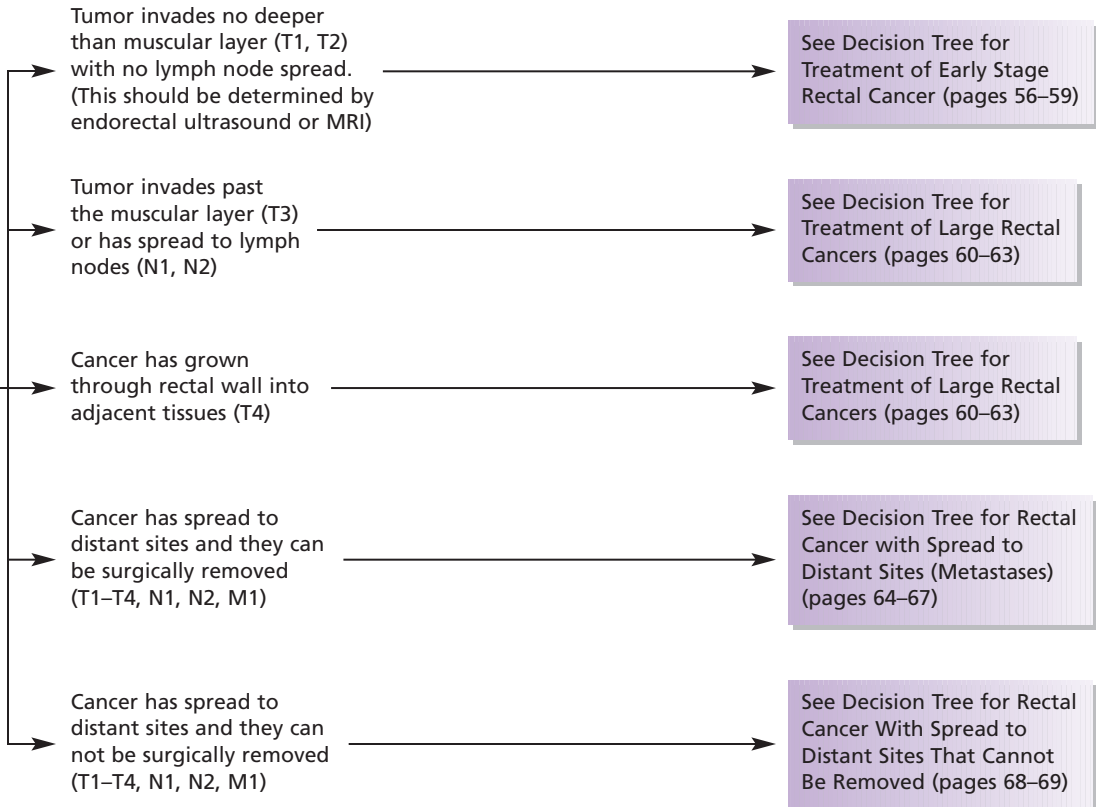 Tumor invades no deeper
than muscular layer (T1, T2)
with no lymph node spread.
(This should be determined by
endorectal ultrasound or MRI)
See Decision Tree for
Treatment of Early Stage
Rectal Cancer (pages 56–59)
Tumor invades past
the muscular layer (T3)
or has spread to lymph
nodes (N1, N2)
See Decision Tree for
Treatment of Large Rectal
Cancers (pages 60–63)
Cancer has grown
through rectal wall into
adjacent tissues (T4)
See Decision Tree for
Treatment of Large Rectal
Cancers (pages 60–63)
Cancer has spread to
distant sites and they can
be surgically removed
(T1–T4, N1, N2, M1)
See Decision Tree for Rectal
Cancer with Spread to
Distant Sites (Metastases)
(pages 64–67)
Cancer has spread to
distant sites and they can
not be surgically removed
(T1–T4, N1, N2, M1)
See Decision Tree for Rectal
Cancer With Spread to
Distant Sites That Cannot
Be Removed (pages 68–69)